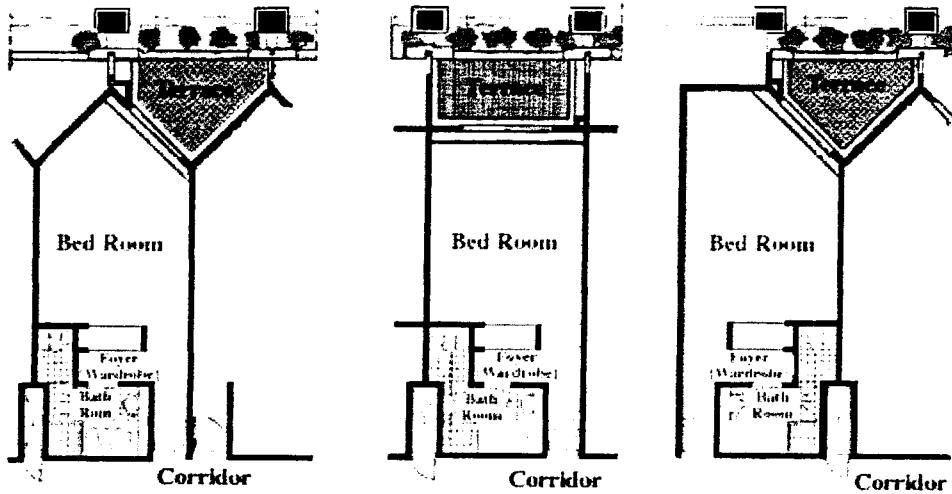 Terrace
Bed Room
Foyer
(Wardrobe)
Bath
Room
Corridor
Terrace
Bed Room
Foyer
(Wardrobe)
Bath
Room
Corridor
Terrace
Bed Room
Foyer
(Wardrobe)
Bath
Room
Corridor